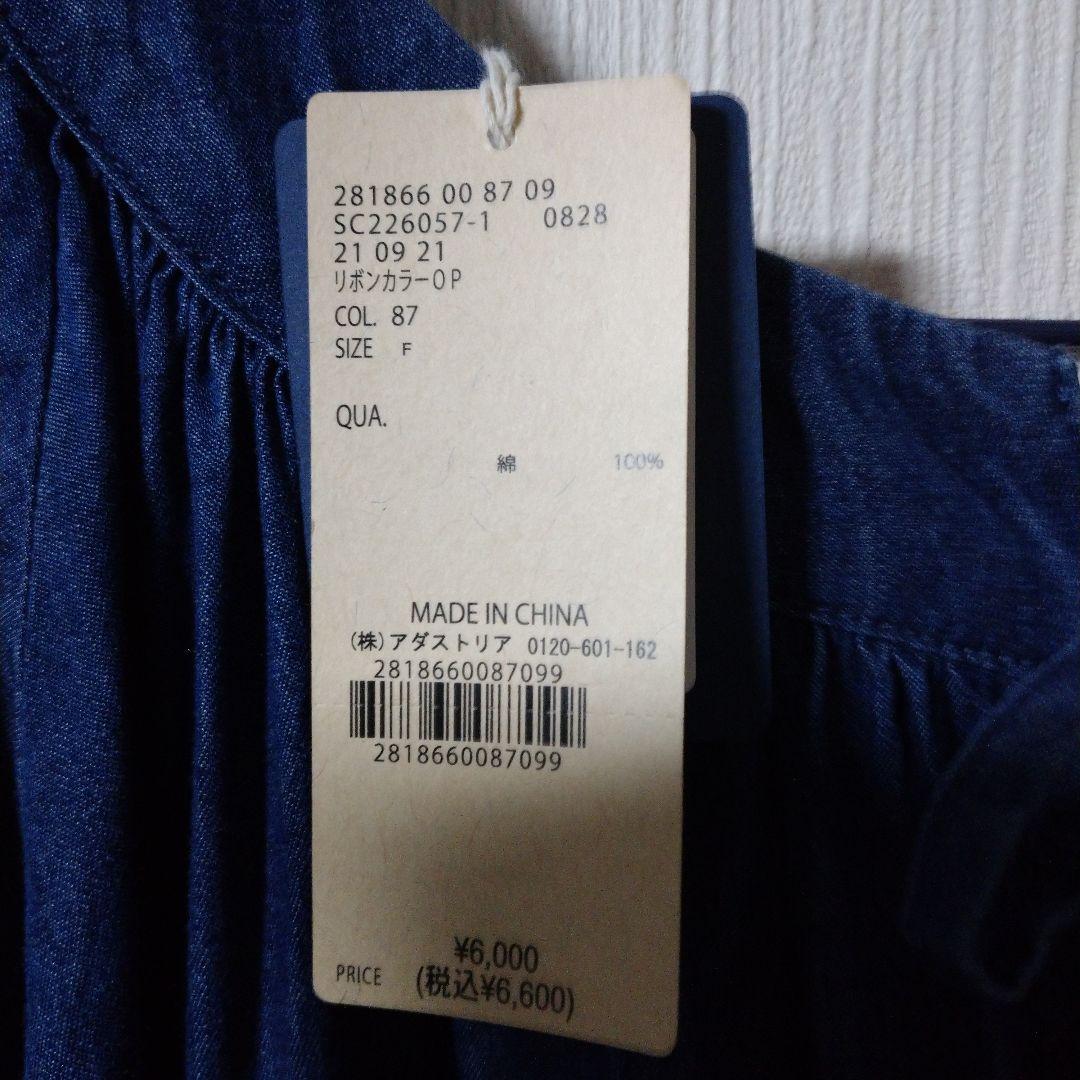 281866 00 87 09
SC226057-1 0828
21 09 21
リボンカラーOP
COL. 87
SIZE F
QUA.
綿 100%
MADE IN CHINA
(株)アダストリア 0120-601-162
2818660087099
2818660087099
¥6,000
PRICE (税込¥6,600)